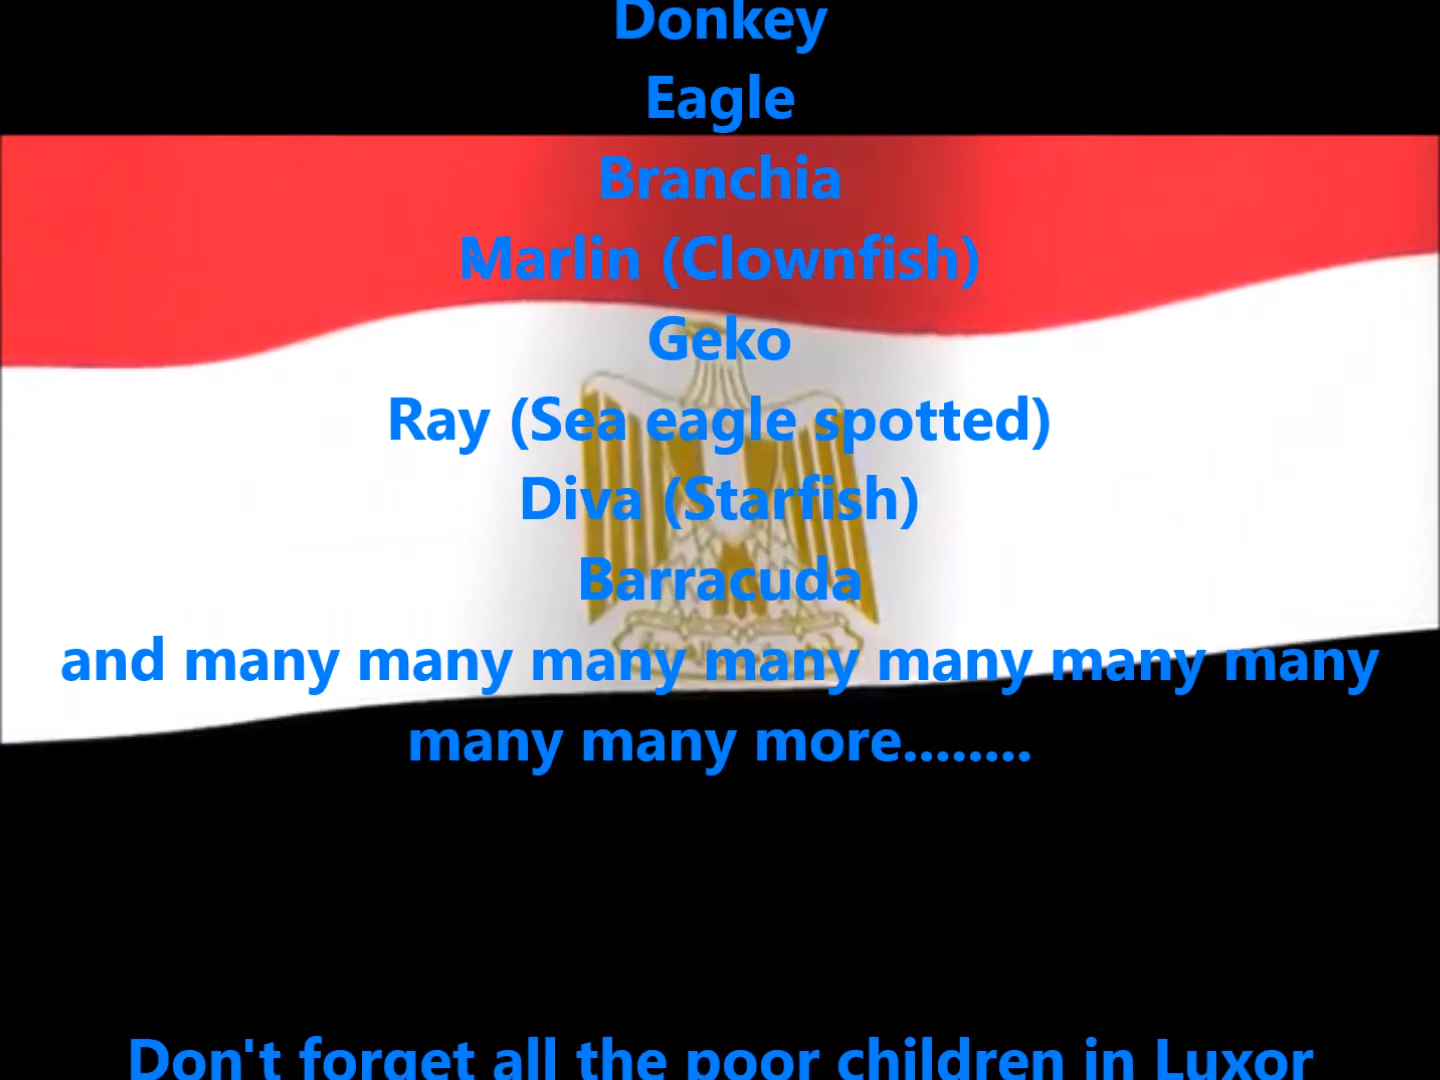 Donkey
Eagle
Branchia
Marlin (Clownfish)
Geko
Ray (Sea eagle spotted)
Diva (Starfish)
Barracuda
and many many many many many many many
many many more........
Don't forget all the poor children in Luxor